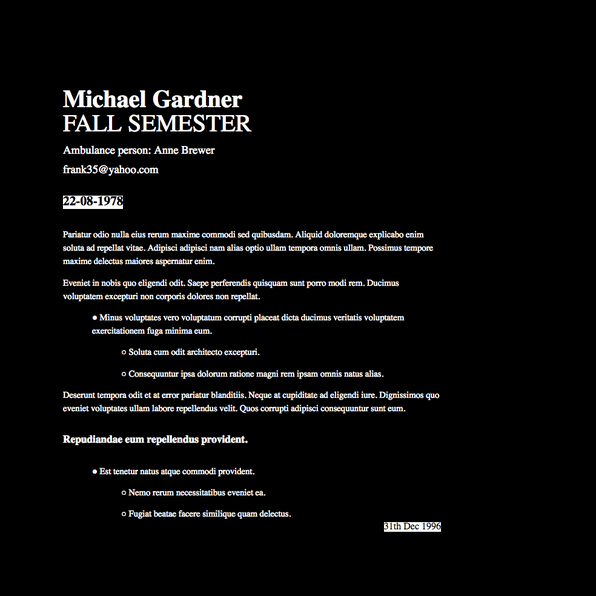 Michael Gardner
FALL SEMESTER
Ambulance person: Anne Brewer
frank35@yahoo.com
22-08-1978
Pariatur odio nulla eius rerum maxime commodi sed quibusdam. Aliquid doloremque explicabo enim
soluta ad repellat vitae. Adipisci adipisci nam alias optio ullam tempora omnis ullam. Possimus tempore
maxime delectus maiores aspernatur enim.
Eveniet in nobis quo eligendi odit. Saepe perferendis quisquam sunt porro modi rem. Ducimus
voluptatem excepturi non corporis dolores non repellat.
● Minus voluptates vero voluptatum corrupti placeat dicta ducimus veritatis voluptatem
exercitationem fuga minima eum.
○ Soluta cum odit architecto excepturi.
○ Consequuntur ipsa dolorum ratione magni rem ipsam omnis natus alias.
Deserunt tempora odit et at error pariatur blanditiis. Neque at cupiditate ad eligendi iure. Dignissimos quo
eveniet voluptates ullam labore repellendus velit. Quos corrupti adipisci consequuntur sunt eum.
Repudiandae eum repellendus provident.
● Est tenetur natus atque commodi provident.
○ Nemo rerum necessitatibus eveniet ea.
○ Fugiat beatae facere similique quam delectus.
31th Dec 1996